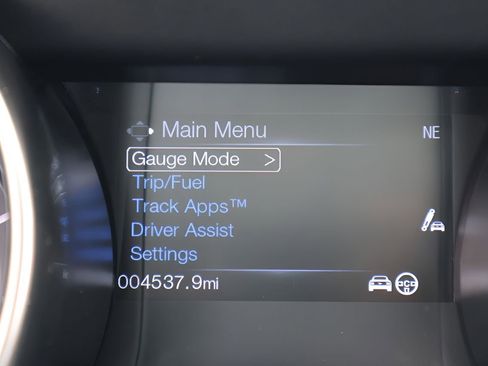 Main Menu
NE
Gauge Mode >
Trip/Fuel
Track Apps™
Driver Assist
Settings
004537.9mi